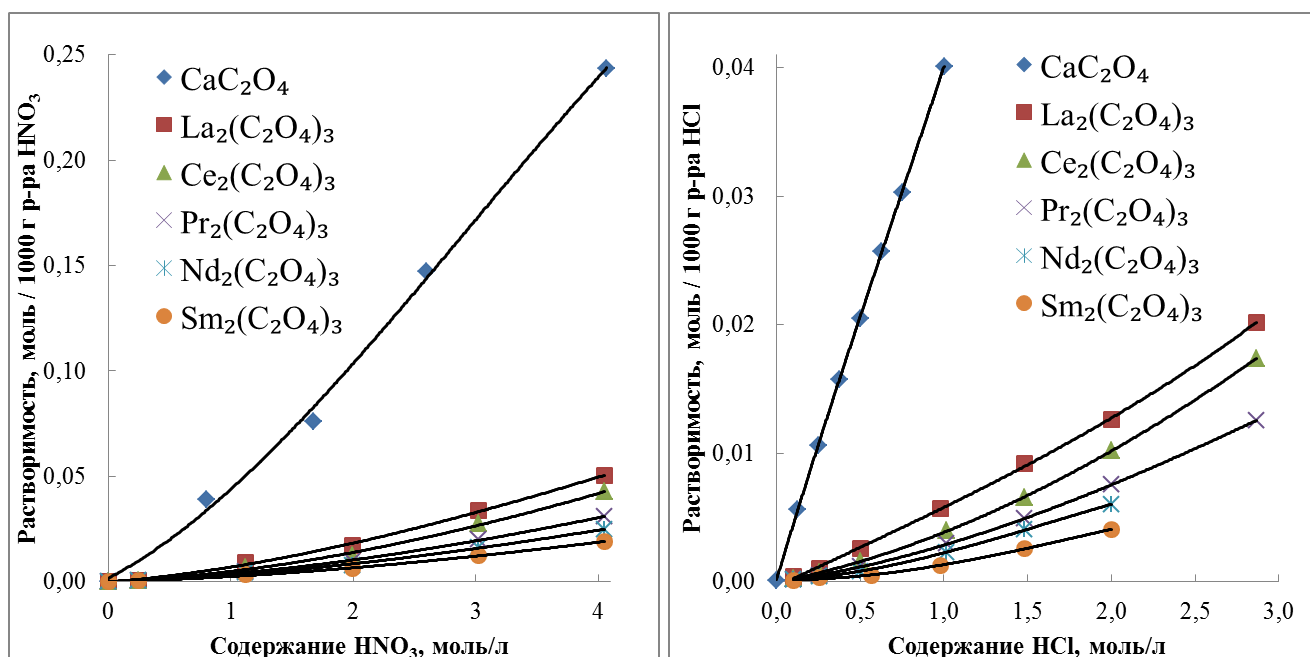 Растворимость, моль / 1000 г р-ра HNO₃
0,25
0,20
0,15
0,10
0,05
0,00
CaC₂O₄
La₂(C₂O₄)₃
Ce₂(C₂O₄)₃
Pr₂(C₂O₄)₃
Nd₂(C₂O₄)₃
Sm₂(C₂O₄)₃
0 1 2 3 4
Содержание HNO₃, моль/л
Растворимость, моль / 1000 г р-ра HCl
0,04
0,03
0,02
0,01
0,00
CaC₂O₄
La₂(C₂O₄)₃
Ce₂(C₂O₄)₃
Pr₂(C₂O₄)₃
Nd₂(C₂O₄)₃
Sm₂(C₂O₄)₃
0,0 0,5 1,0 1,5 2,0 2,5 3,0
Содержание HCl, моль/л